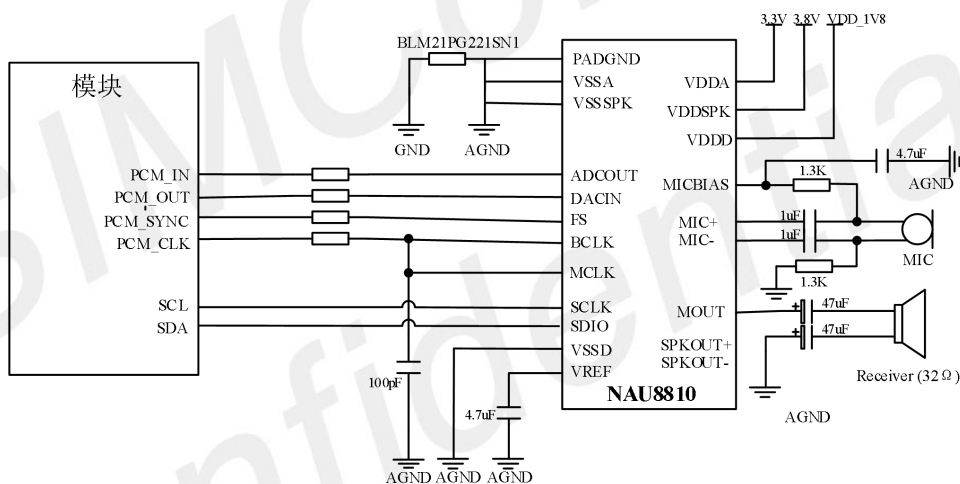 3.3V 3.8V VDD_1V8
BLM21PG221SN1
模块
PADGND
VSSA
VSSSPK
VDDA
VDDSPK
VDDD
GND
AGND
4.7uF
1.3K
AGND
PCM_IN
PCM_OUT
PCM_SYNC
PCM_CLK
ADCOUT
DACIN
FS
BCLK
MICBIAS
MIC+
MIC-
1uF
1uF
MIC
MCLK
1.3K
SCL
SDA
SCLK
SDIO
MOUT
47uF
47uF
VSSD
VREF
SPKOUT+
SPKOUT-
Receiver (32Ω)
100pF
NAU8810
4.7uF
AGND
AGND AGND AGND
SIMCom
Confidential